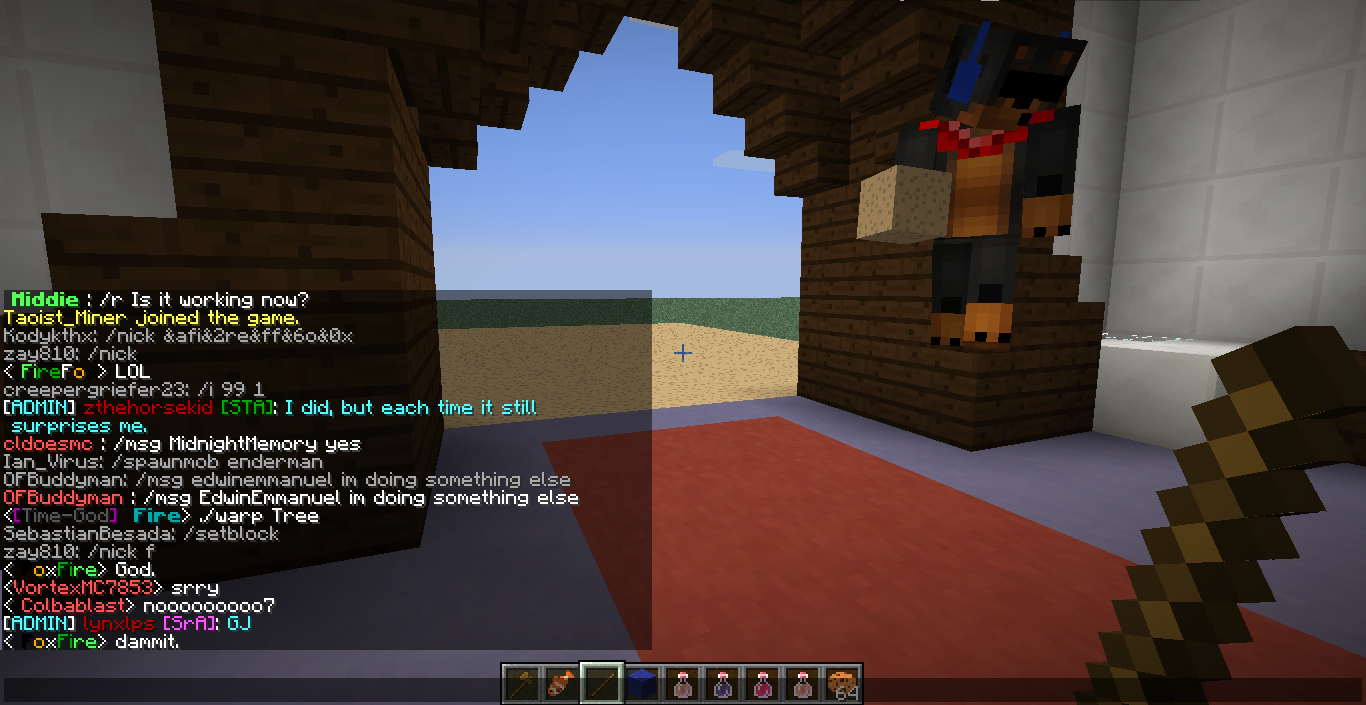 Middie : /r Is it working now?
Taoist_Miner joined the game.
Kodykthx: /nick &afi&2re&ff&6o&0x
zay810: /nick
< FireFo > LOL
creepergriefer23: /i 99 1
[ADMIN] zthehorsekid [STA]: I did, but each time it still
surprises me.
cldoesmc : /msg MidnightMemory yes
Ian_Virus: /spawnmob enderman
OFBuddyman: /msg edwinemmanuel im doing something else
OFBuddyman : /msg EdwinEmmanuel im doing something else
<[Time-God] Fire> ./warp Tree
SebastianBesada: /setblock
zay810: /nick f
< oxFire> God.
<VortexMC7853> srry
< Colbablast> nooooooooo?
[ADMIN] lynxlps [SrA]: GJ
< oxFire> dammit.
64